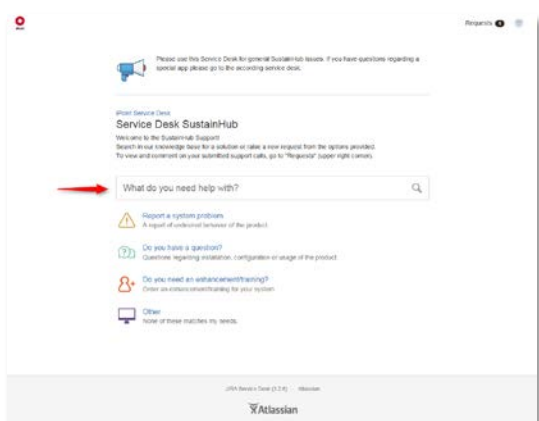 Requests
Please use this Service Desk for general SustainHub issues. If you have questions regarding a
special app please go to the according service desk.
iPoint Service Desk
Service Desk SustainHub
Welcome to the SustainHub Support!
Search in our knowledge base for a solution or raise a new request from the options provided.
To view and comment on your submitted support calls, go to "Requests" (upper right corner).
What do you need help with?
Report a system problem
A report of undesired behavior of the product.
Do you have a question?
Questions regarding installation, configuration or usage of the product
Do you need an enhancement/training?
Order an enhancement/training for your system
Other
None of these matches my needs.
JIRA Service Desk Atlassian
Atlassian